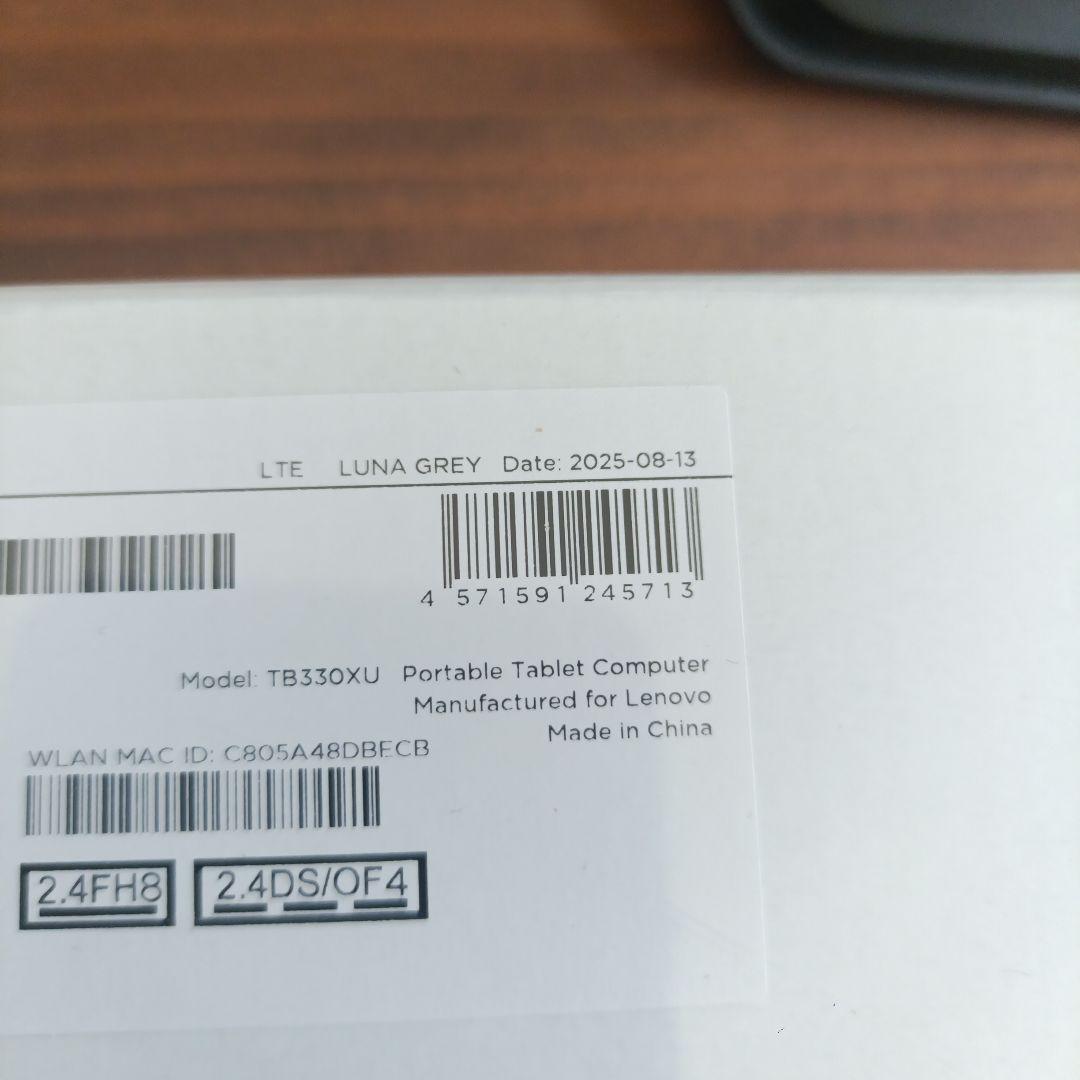 LTE LUNA GREY Date: 2025-08-13
4 571591 245713
Model: TB330XU Portable Tablet Computer
Manufactured for Lenovo
Made in China
WLAN MAC ID: C805A48DBECB
2.4FH8 2.4DS/OF4